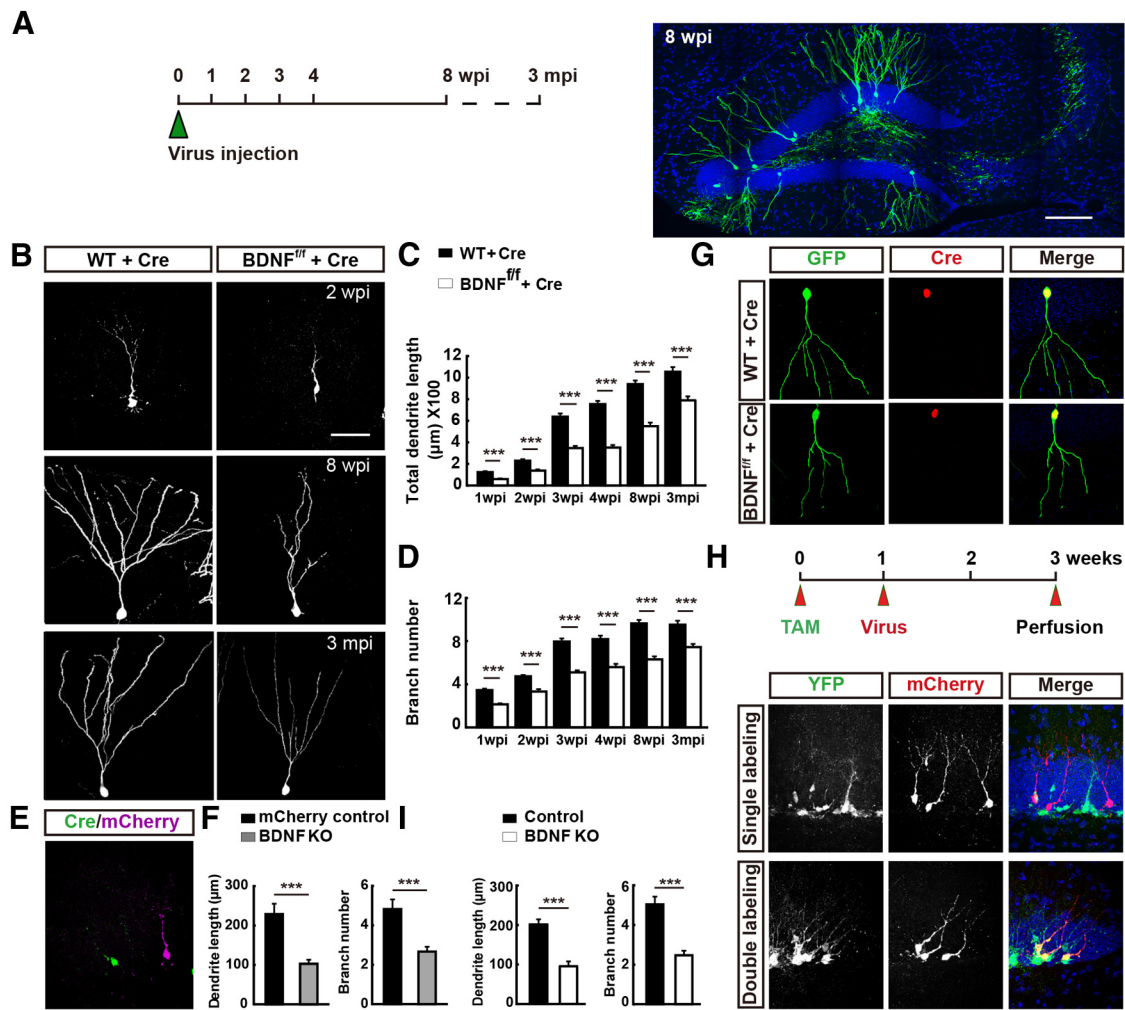 A
0 1 2 3 4 8 wpi 3 mpi
Virus injection
8 wpi
B
WT + Cre BDNF^f/f + Cre
2 wpi
8 wpi
3 mpi
C
WT+Cre
BDNF^f/f + Cre
Total dendrite length
(μm) X100
12
10
8
6
4
2
0
*** *** *** *** *** ***
1wpi 2wpi 3wpi 4wpi 8wpi 3mpi
D
Branch number
12
8
4
0
*** *** *** *** *** ***
1wpi 2wpi 3wpi 4wpi 8wpi 3mpi
E
Cre/mCherry
F
mCherry control
BDNF KO
Dendrite length (μm)
300
200
100
0
***
Branch number
6
4
2
0
***
G
GFP Cre Merge
WT + Cre
BDNF^f/f + Cre
H
0 1 2 3 weeks
TAM Virus Perfusion
YFP mCherry Merge
Single labeling
Double labeling
I
Control
BDNF KO
Dendrite length (μm)
300
200
100
0
***
Branch number
6
4
2
0
***